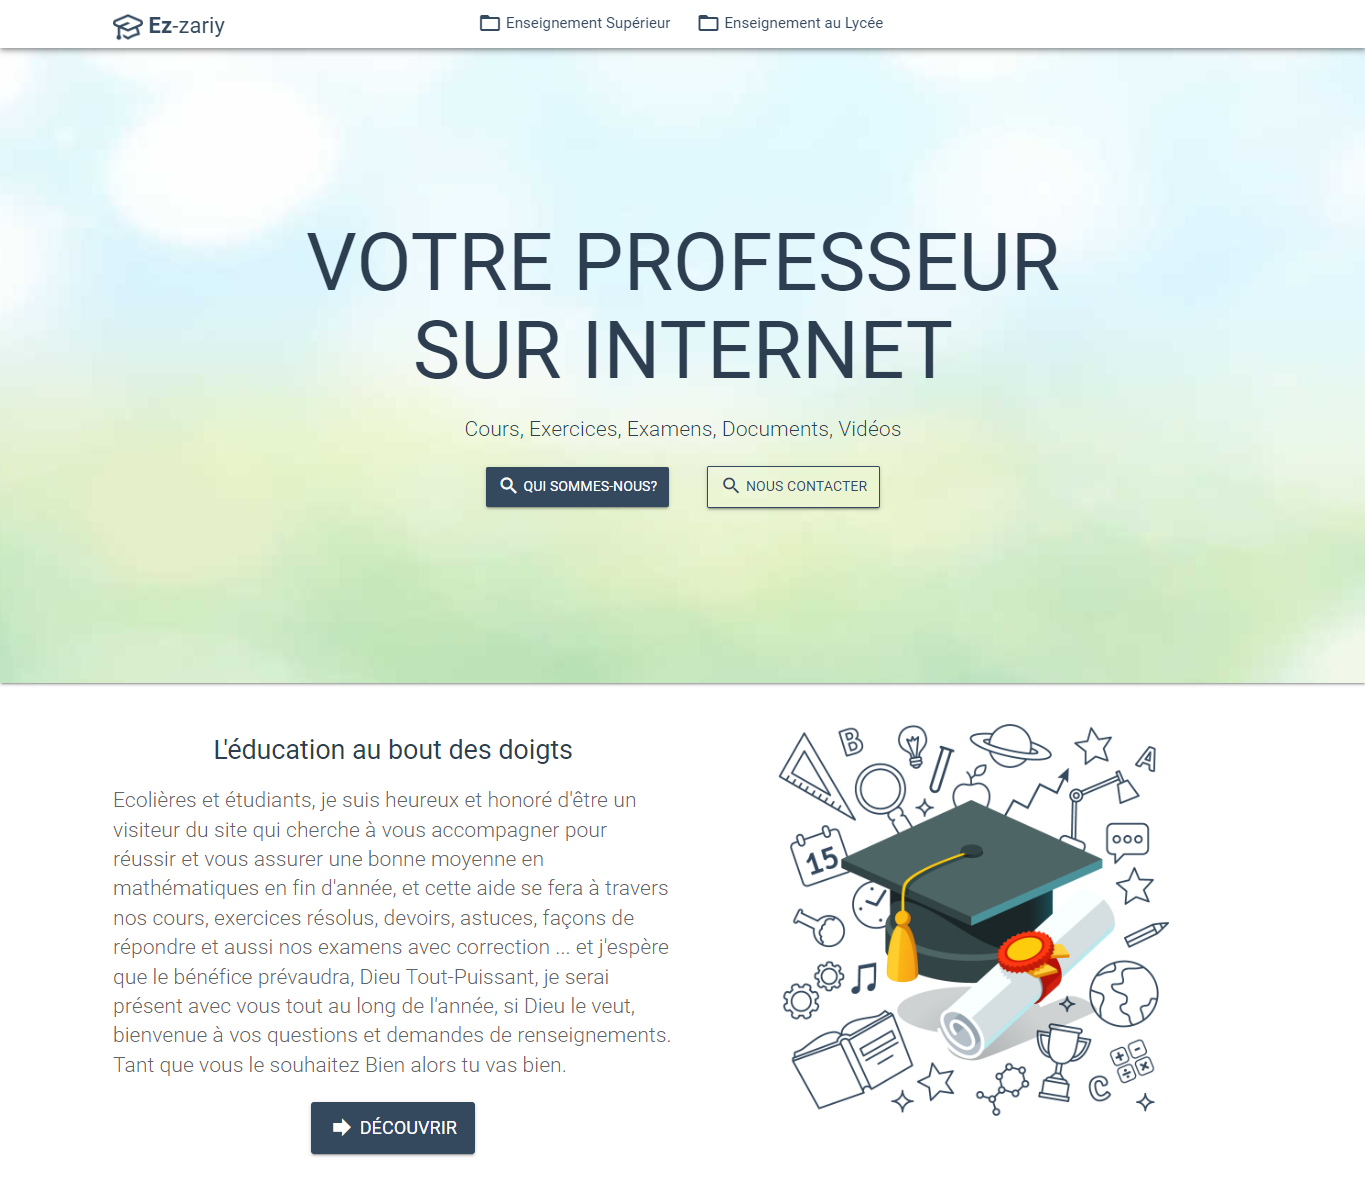 Ez-zariy
Enseignement Supérieur
Enseignement au Lycée
VOTRE PROFESSEUR
SUR INTERNET
Cours, Exercices, Examens, Documents, Vidéos
QUI SOMMES-NOUS?
NOUS CONTACTER
L'éducation au bout des doigts
Ecolières et étudiants, je suis heureux et honoré d'être un
visiteur du site qui cherche à vous accompagner pour
réussir et vous assurer une bonne moyenne en
mathématiques en fin d'année, et cette aide se fera à travers
nos cours, exercices résolus, devoirs, astuces, façons de
répondre et aussi nos examens avec correction ... et j'espère
que le bénéfice prévaudra, Dieu Tout-Puissant, je serai
présent avec vous tout au long de l'année, si Dieu le veut,
bienvenue à vos questions et demandes de renseignements.
Tant que vous le souhaitez Bien alors tu vas bien.
DÉCOUVRIR
B
A
15
C